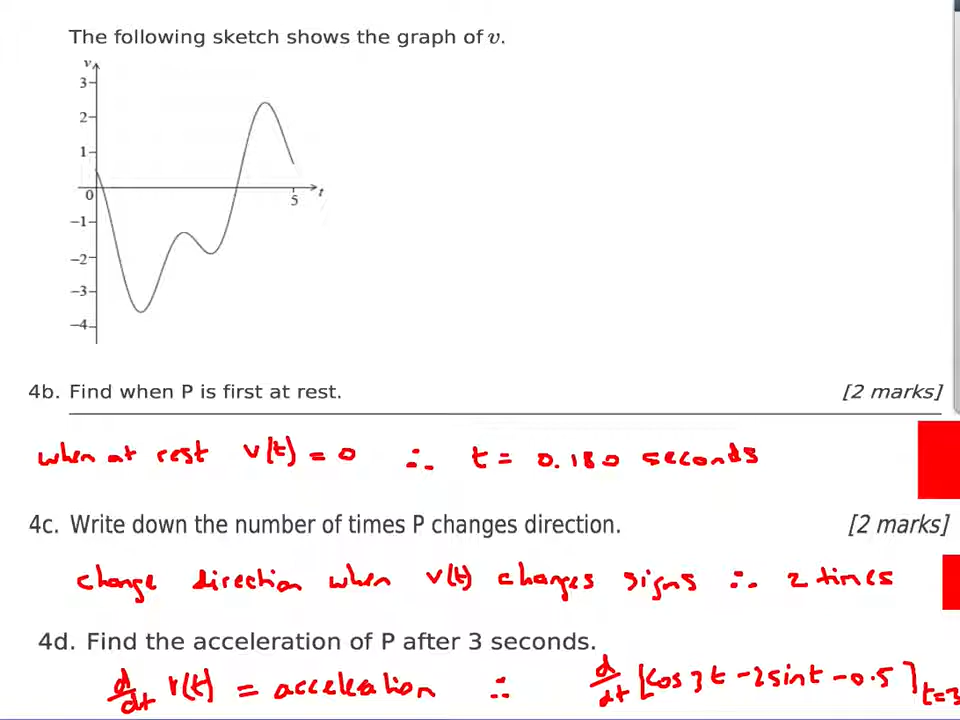 The following sketch shows the graph of v.
v
3
2
1
0
5
t
-1
-2
-3
-4
4b. Find when P is first at rest. [2 marks]
when at rest v(t) = 0 ∴ t = 0.180 seconds
4c. Write down the number of times P changes direction. [2 marks]
change direction when v(t) changes signs ∴ 2 times
4d. Find the acceleration of P after 3 seconds.
d/dt v(t) = acceleration ∴ d/dt [cos3t - 2sint - 0.5] t=3